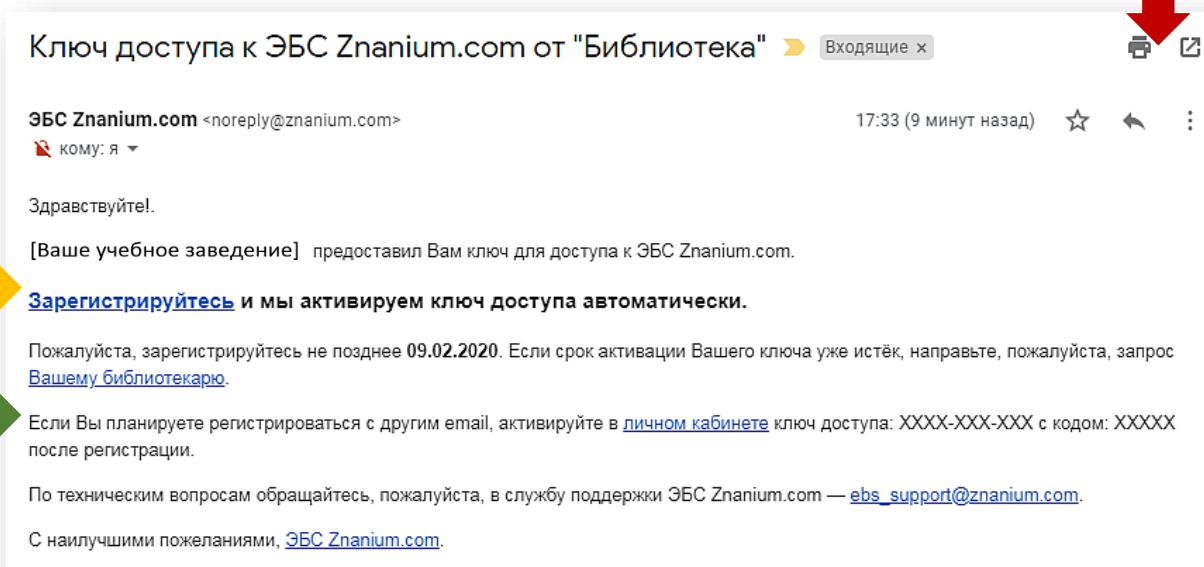 Ключ доступа к ЭБС Znanium.com от "Библиотека" Входящие ×
ЭБС Znanium.com <noreply@znanium.com> 17:33 (9 минут назад)
кому: я
Здравствуйте!.
[Ваше учебное заведение] предоставил Вам ключ для доступа к ЭБС Znanium.com.
Зарегистрируйтесь и мы активируем ключ доступа автоматически.
Пожалуйста, зарегистрируйтесь не позднее 09.02.2020. Если срок активации Вашего ключа уже истёк, направьте, пожалуйста, запрос
Вашему библиотекарю.
Если Вы планируете регистрироваться с другим email, активируйте в личном кабинете ключ доступа: XXXX-XXX-XXX с кодом: XXXXX
после регистрации.
По техническим вопросам обращайтесь, пожалуйста, в службу поддержки ЭБС Znanium.com — ebs_support@znanium.com.
С наилучшими пожеланиями, ЭБС Znanium.com.